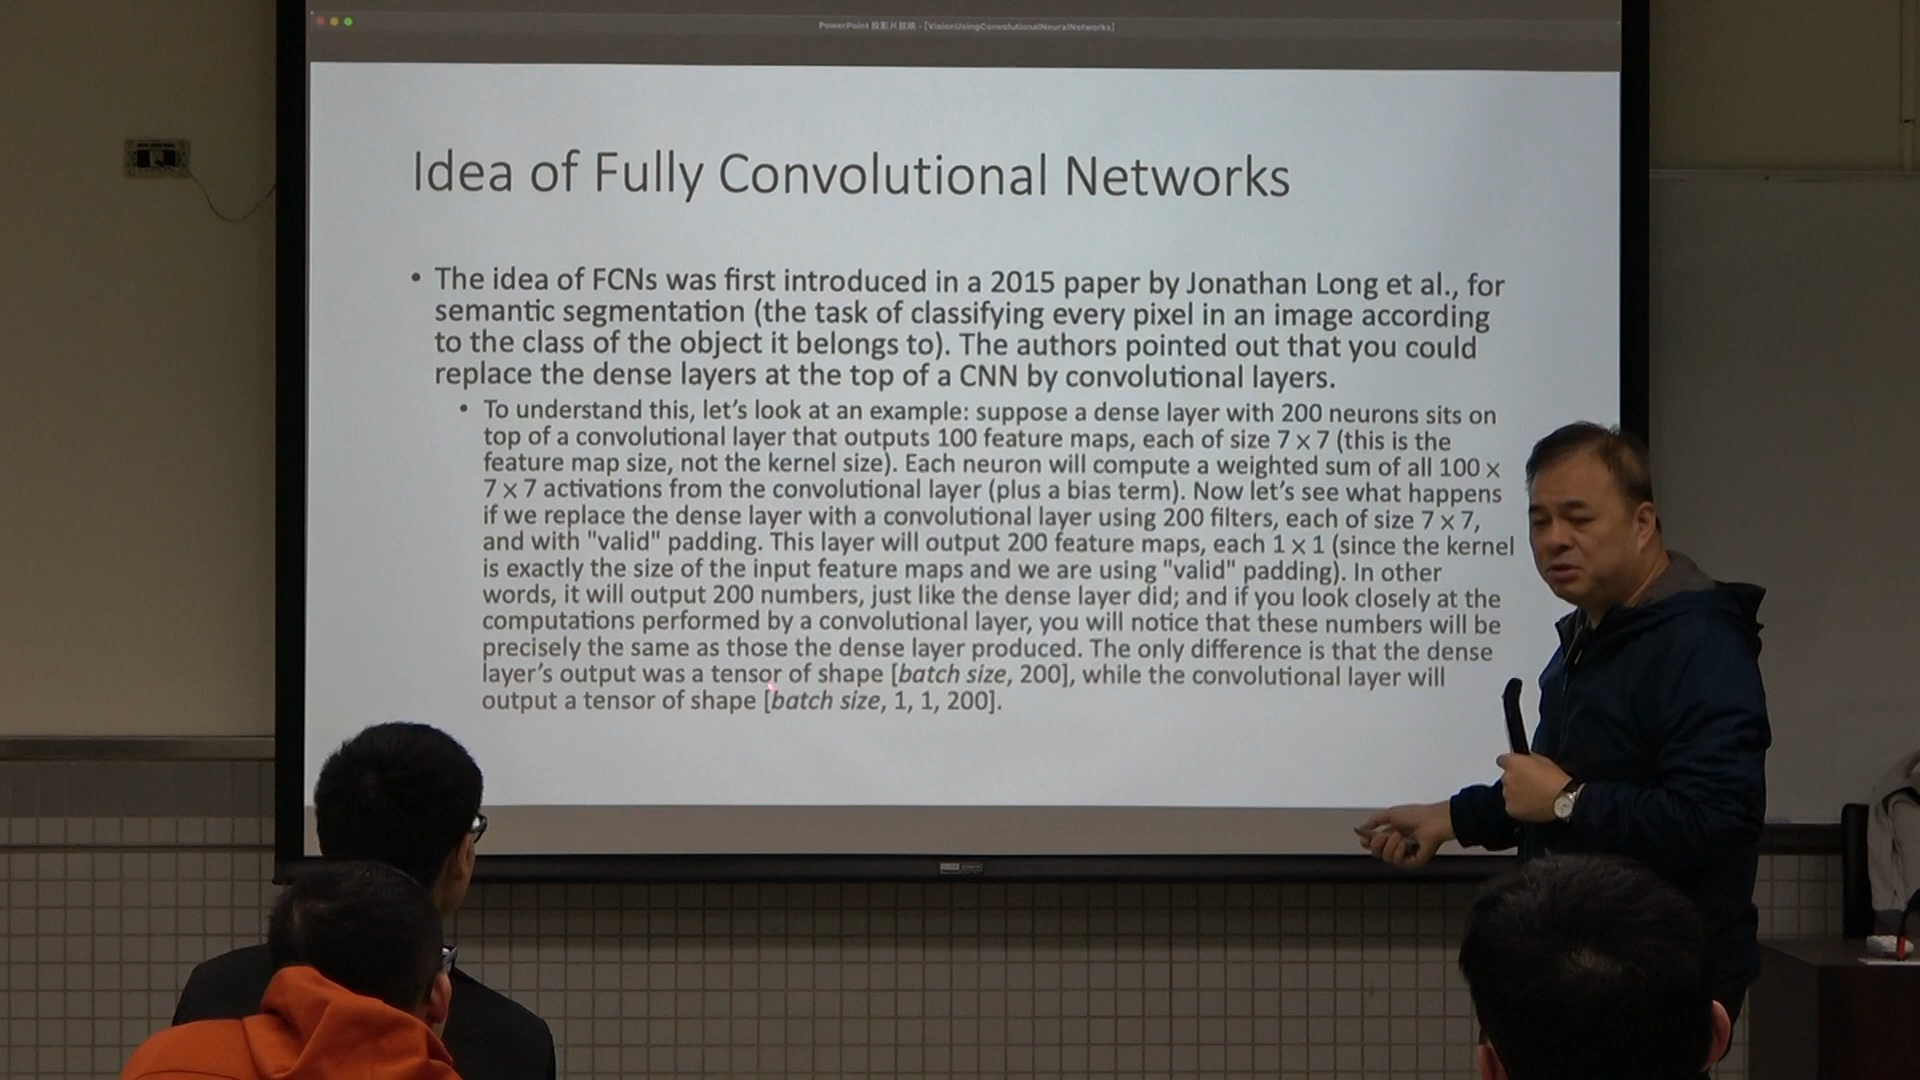 PowerPoint 投影片放映 - [VisionUsingConvolutionalNeuralNetworks]
Idea of Fully Convolutional Networks
• The idea of FCNs was first introduced in a 2015 paper by Jonathan Long et al., for
semantic segmentation (the task of classifying every pixel in an image according
to the class of the object it belongs to). The authors pointed out that you could
replace the dense layers at the top of a CNN by convolutional layers.
• To understand this, let's look at an example: suppose a dense layer with 200 neurons sits on
top of a convolutional layer that outputs 100 feature maps, each of size 7 × 7 (this is the
feature map size, not the kernel size). Each neuron will compute a weighted sum of all 100 ×
7 × 7 activations from the convolutional layer (plus a bias term). Now let's see what happens
if we replace the dense layer with a convolutional layer using 200 filters, each of size 7 × 7,
and with "valid" padding. This layer will output 200 feature maps, each 1 × 1 (since the kernel
is exactly the size of the input feature maps and we are using "valid" padding). In other
words, it will output 200 numbers, just like the dense layer did; and if you look closely at the
computations performed by a convolutional layer, you will notice that these numbers will be
precisely the same as those the dense layer produced. The only difference is that the dense
layer's output was a tensor of shape [batch size, 200], while the convolutional layer will
output a tensor of shape [batch size, 1, 1, 200].